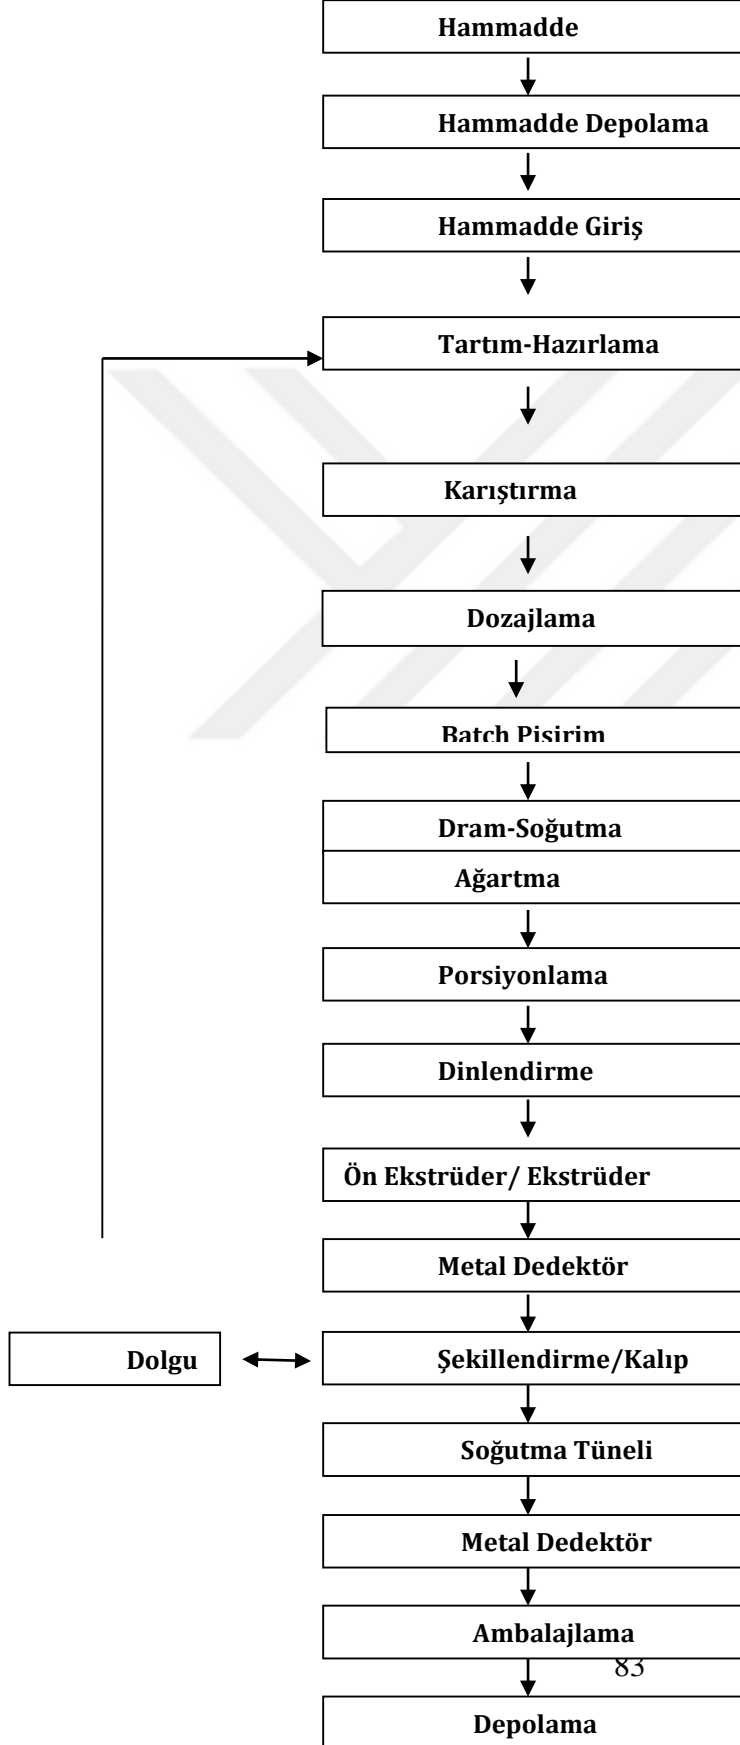 Hammadde
Hammadde Depolama
Hammadde Giriş
Tartım-Hazırlama
Karıştırma
Dozajlama
Batch Pişirim
Dram-Soğutma
Ağartma
Porsiyonlama
Dinlendirme
Ön Ekstrüder/ Ekstrüder
Metal Dedektör
Dolgu
Şekillendirme/Kalıp
Soğutma Tüneli
Metal Dedektör
Ambalajlama
83
Depolama